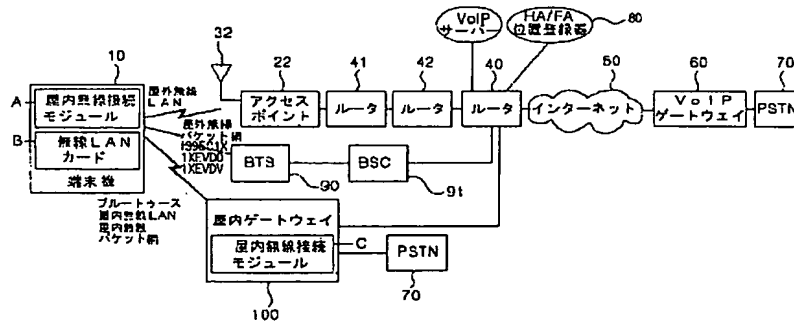 VoIP
サーバー
HA/FA
位置登録器
80
10
32
22
41
42
40
50
60
70
A
屋内無線接続
モジュール
B
無線LAN
カード
端末機
屋外無線
LAN
アクセス
ポイント
ルータ
ルータ
ルータ
インターネット
VoIP
ゲートウェイ
PSTN
屋外無線
パケット網
1XEVDO
1XEVDV
BTS
90
BSC
91
ブルートゥース
屋内無線LAN
屋内無線
パケット網
屋内ゲートウェイ
屋内無線接続
モジュール
C
PSTN
70
100